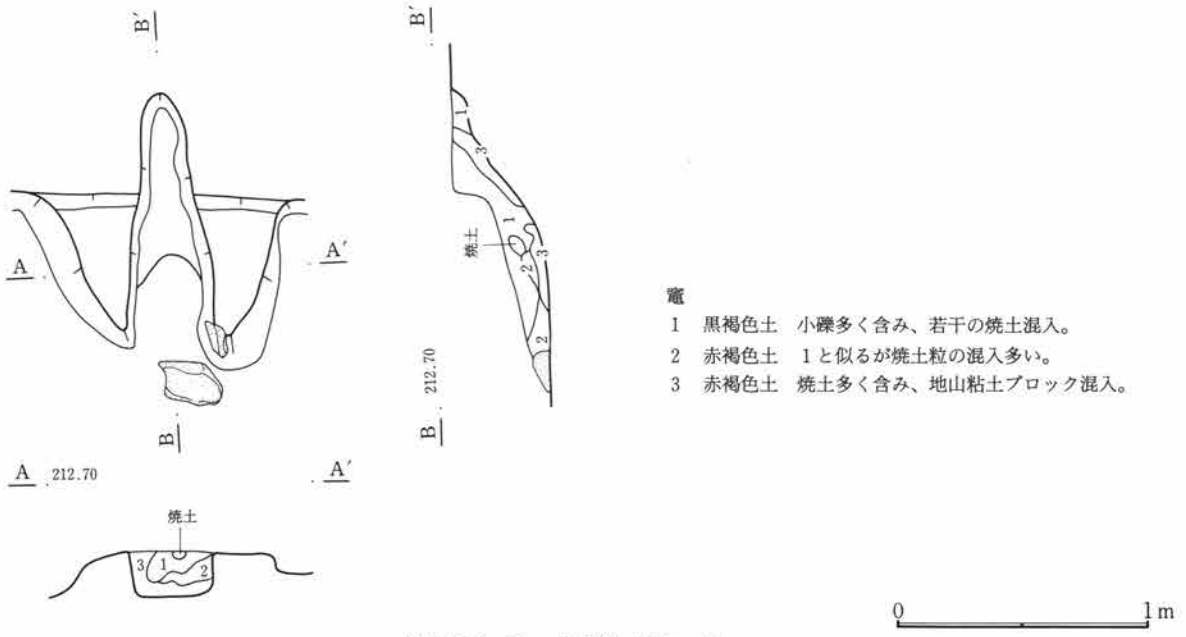 B′
B′
1
3
A
A′
1
焼土
2
3
2
B
B 212.70
A 212.70
A′
焼土
3
1
2
竈
1 黒褐色土 小礫多く含み、若干の焼土混入。
2 赤褐色土 1と似るが焼土粒の混入多い。
3 赤褐色土 焼土多く含み、地山粘土ブロック混入。
0 1m